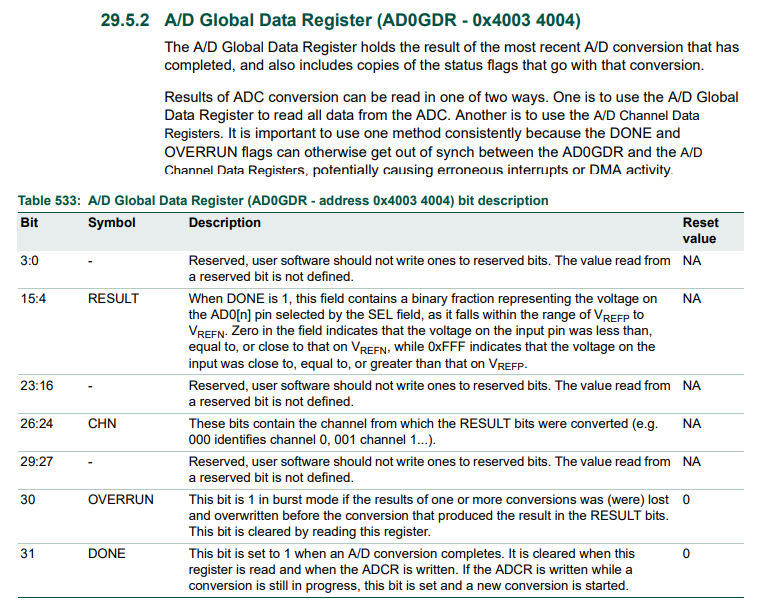 29.5.2 A/D Global Data Register (AD0GDR - 0x4003 4004)
The A/D Global Data Register holds the result of the most recent A/D conversion that has
completed, and also includes copies of the status flags that go with that conversion.
Results of ADC conversion can be read in one of two ways. One is to use the A/D Global
Data Register to read all data from the ADC. Another is to use the A/D Channel Data
Registers. It is important to use one method consistently because the DONE and
OVERRUN flags can otherwise get out of synch between the AD0GDR and the A/D
Channel Data Registers, potentially causing erroneous interrupts or DMA activity.
Table 533: A/D Global Data Register (AD0GDR - address 0x4003 4004) bit description
Bit Symbol Description Reset
value
3:0 - Reserved, user software should not write ones to reserved bits. The value read from NA
a reserved bit is not defined.
15:4 RESULT When DONE is 1, this field contains a binary fraction representing the voltage on NA
the AD0[n] pin selected by the SEL field, as it falls within the range of VREFP to
VREFN. Zero in the field indicates that the voltage on the input pin was less than,
equal to, or close to that on VREFN, while 0xFFF indicates that the voltage on the
input was close to, equal to, or greater than that on VREFP.
23:16 - Reserved, user software should not write ones to reserved bits. The value read from NA
a reserved bit is not defined.
26:24 CHN These bits contain the channel from which the RESULT bits were converted (e.g. NA
000 identifies channel 0, 001 channel 1...).
29:27 - Reserved, user software should not write ones to reserved bits. The value read from NA
a reserved bit is not defined.
30 OVERRUN This bit is 1 in burst mode if the results of one or more conversions was (were) lost 0
and overwritten before the conversion that produced the result in the RESULT bits.
This bit is cleared by reading this register.
31 DONE This bit is set to 1 when an A/D conversion completes. It is cleared when this 0
register is read and when the ADCR is written. If the ADCR is written while a
conversion is still in progress, this bit is set and a new conversion is started.